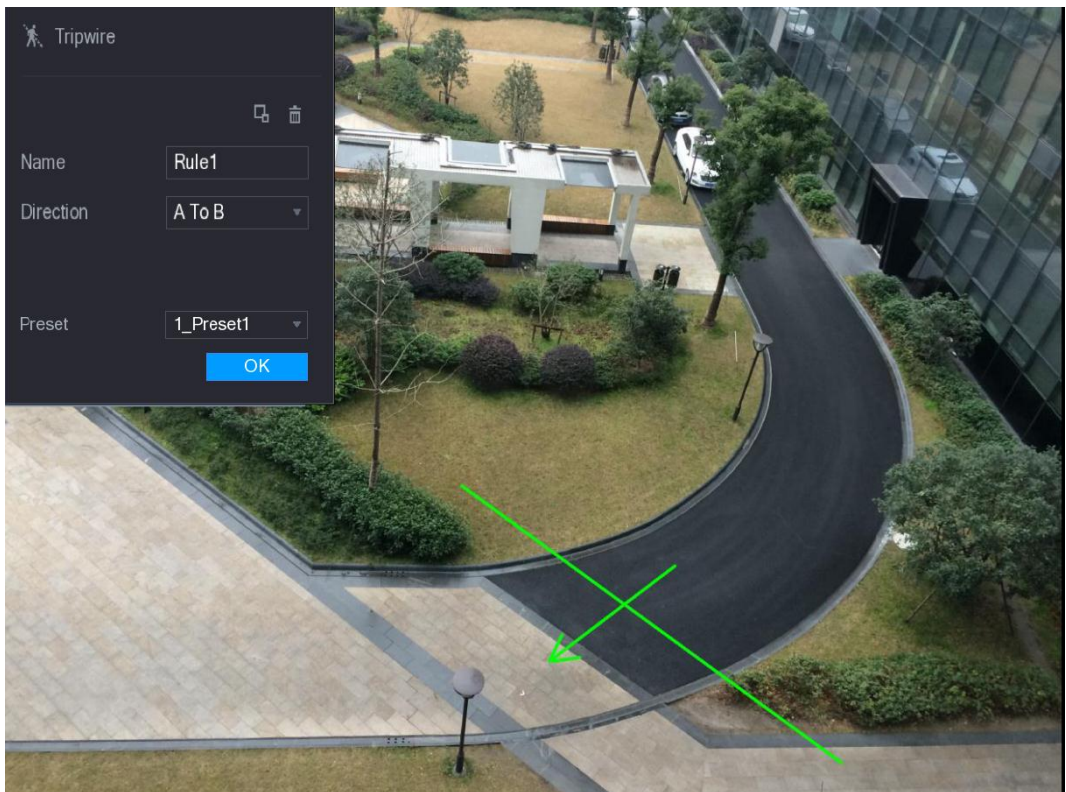 Tripwire
Name Rule1
Direction A To B
Preset 1_Preset1
OK